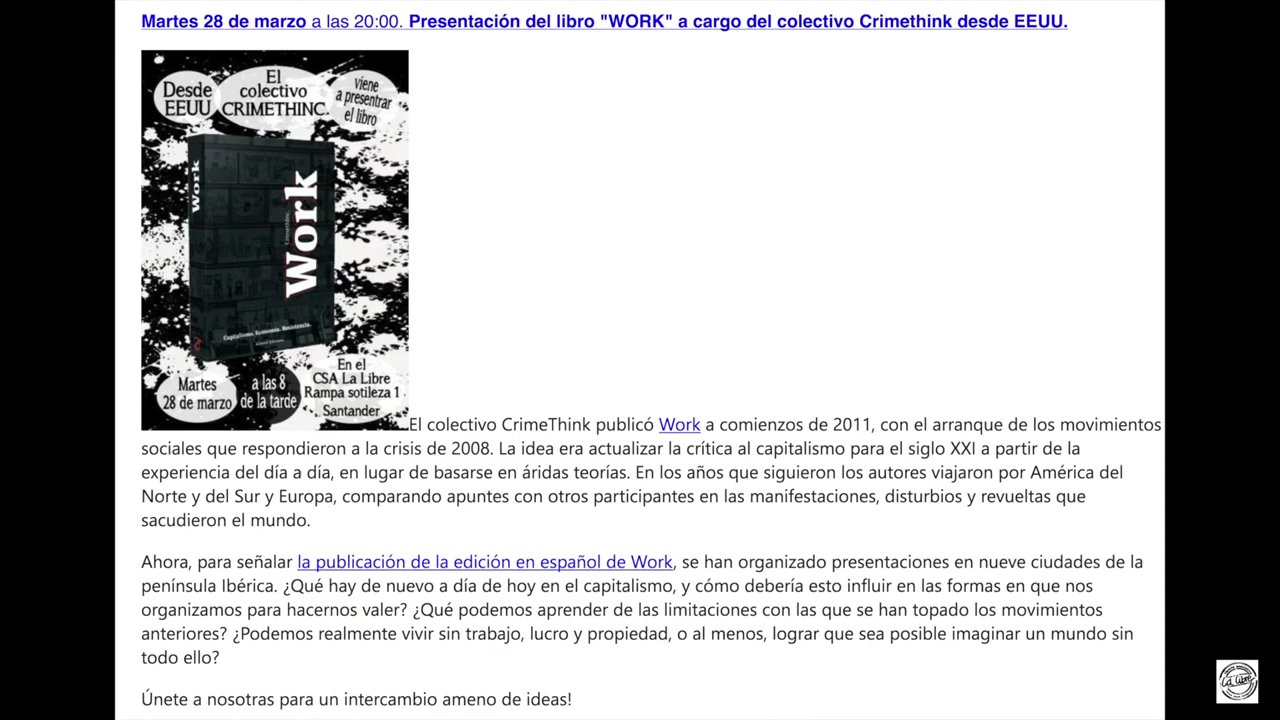 Martes 28 de marzo a las 20:00. Presentación del libro "WORK" a cargo del colectivo Crimethink desde EEUU.
Desde
EEUU
El
colectivo
CRIMETHINC.
viene
a presentrar
el libro
Work
Work
Crimethinc.
Capitalismo. Economía. Resistencia.
Martes
28 de marzo
a las 8
de la tarde
En el
CSA La Libre
Rampa sotileza 1
Santander
El colectivo CrimeThink publicó Work a comienzos de 2011, con el arranque de los movimientos
sociales que respondieron a la crisis de 2008. La idea era actualizar la crítica al capitalismo para el siglo XXI a partir de la
experiencia del día a día, en lugar de basarse en áridas teorías. En los años que siguieron los autores viajaron por América del
Norte y del Sur y Europa, comparando apuntes con otros participantes en las manifestaciones, disturbios y revueltas que
sacudieron el mundo.
Ahora, para señalar la publicación de la edición en español de Work, se han organizado presentaciones en nueve ciudades de la
península Ibérica. ¿Qué hay de nuevo a día de hoy en el capitalismo, y cómo debería esto influir en las formas en que nos
organizamos para hacernos valer? ¿Qué podemos aprender de las limitaciones con las que se han topado los movimientos
anteriores? ¿Podemos realmente vivir sin trabajo, lucro y propiedad, o al menos, lograr que sea posible imaginar un mundo sin
todo ello?
Únete a nosotras para un intercambio ameno de ideas!
La Libre